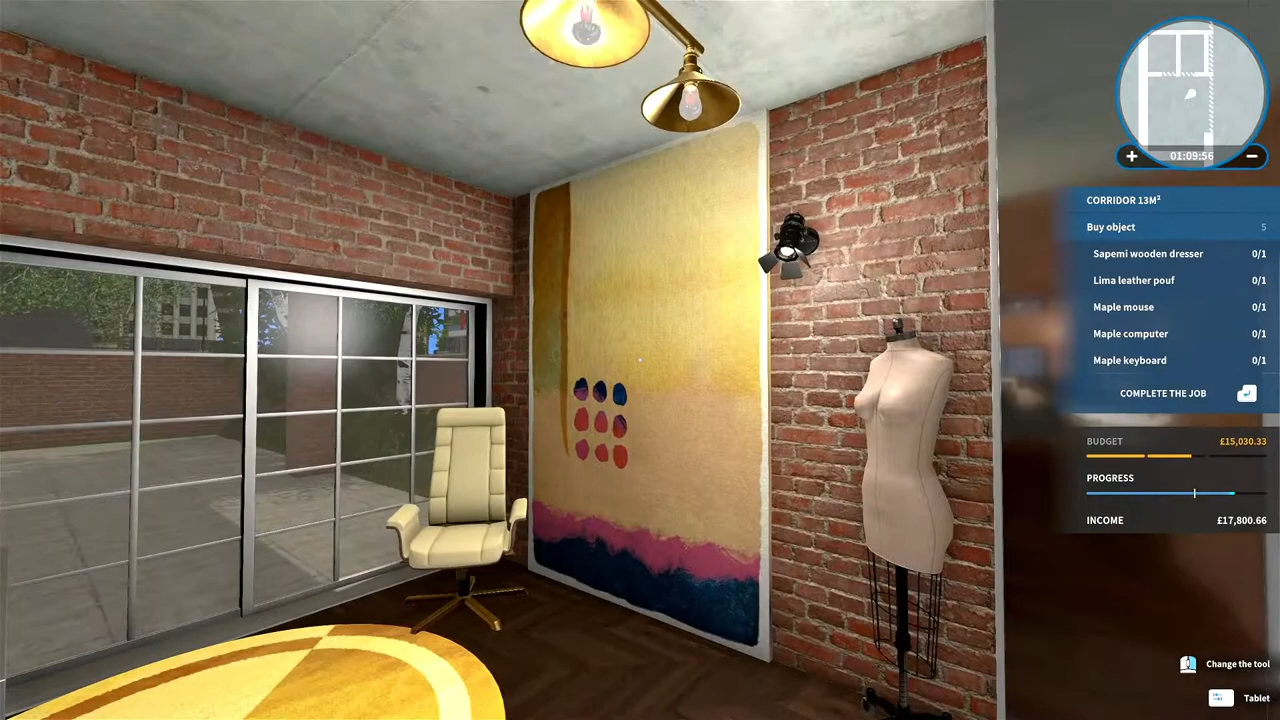 01:09:56
CORRIDOR 13M²
Buy object 5
Sapemi wooden dresser 0/1
Lima leather pouf 0/1
Maple mouse 0/1
Maple computer 0/1
Maple keyboard 0/1
COMPLETE THE JOB
BUDGET £15,030.33
PROGRESS
INCOME £17,800.66
Change the tool
Tablet